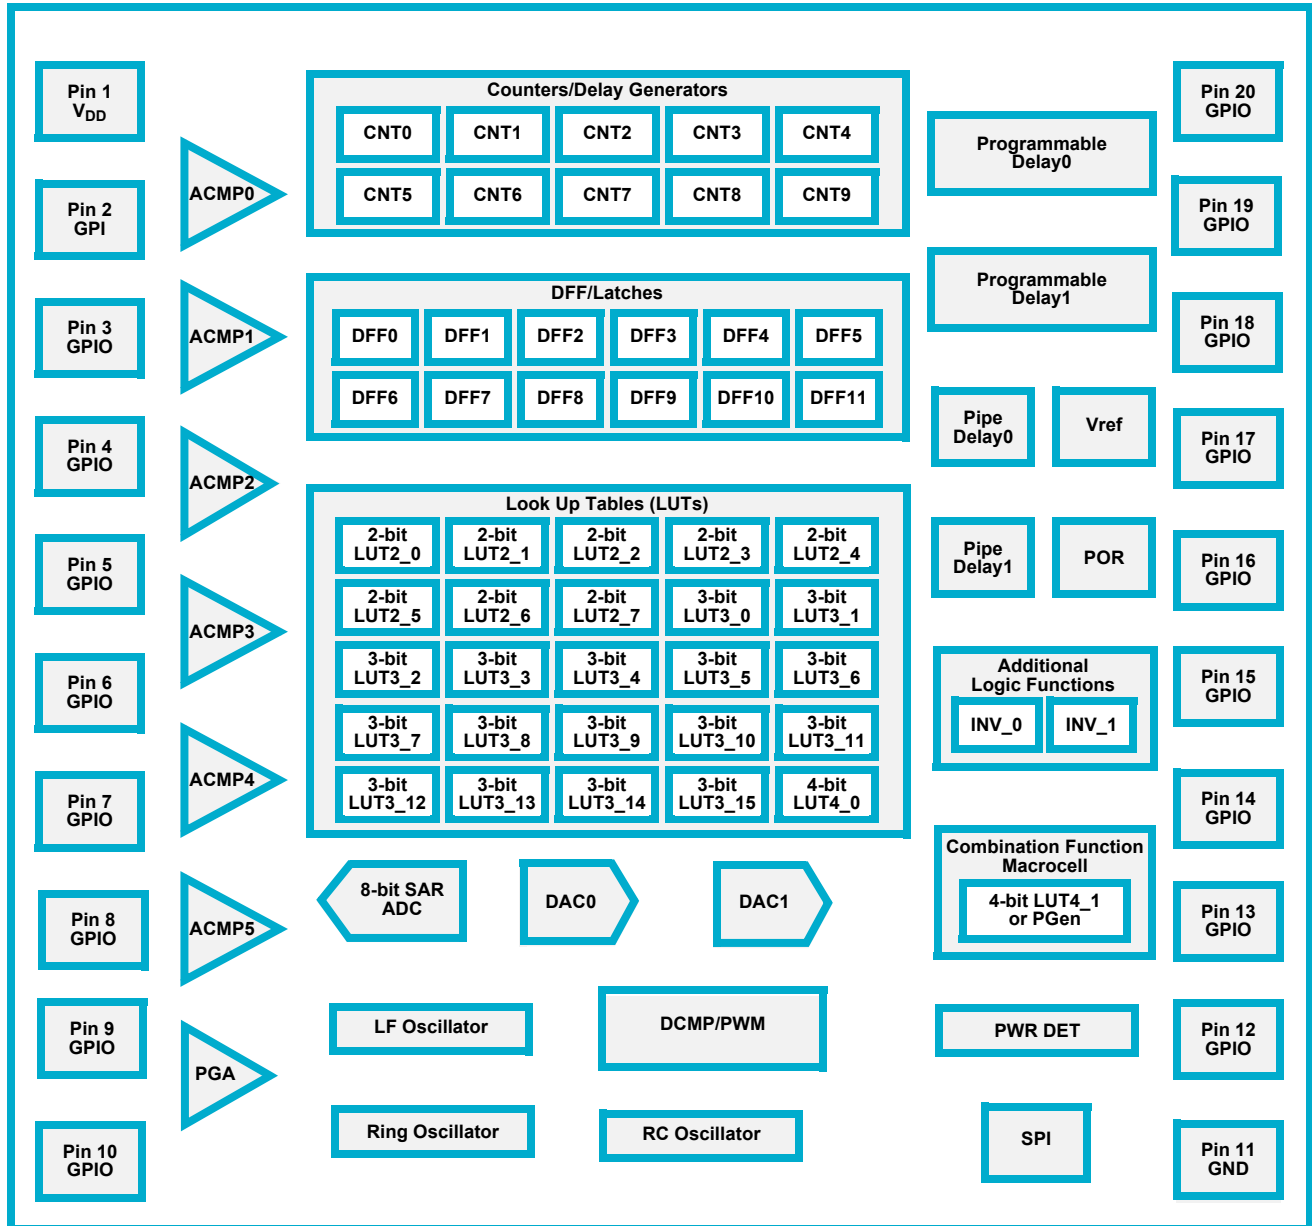 Pin 1
VDD
Pin 2
GPI
Pin 3
GPIO
Pin 4
GPIO
Pin 5
GPIO
Pin 6
GPIO
Pin 7
GPIO
Pin 8
GPIO
Pin 9
GPIO
Pin 10
GPIO
ACMP0
ACMP1
ACMP2
ACMP3
ACMP4
ACMP5
PGA
Counters/Delay Generators
CNT0 CNT1 CNT2 CNT3 CNT4
CNT5 CNT6 CNT7 CNT8 CNT9
DFF/Latches
DFF0 DFF1 DFF2 DFF3 DFF4 DFF5
DFF6 DFF7 DFF8 DFF9 DFF10 DFF11
Look Up Tables (LUTs)
2-bit 2-bit 2-bit 2-bit 2-bit
LUT2_0 LUT2_1 LUT2_2 LUT2_3 LUT2_4
2-bit 2-bit 2-bit 3-bit 3-bit
LUT2_5 LUT2_6 LUT2_7 LUT3_0 LUT3_1
3-bit 3-bit 3-bit 3-bit 3-bit
LUT3_2 LUT3_3 LUT3_4 LUT3_5 LUT3_6
3-bit 3-bit 3-bit 3-bit 3-bit
LUT3_7 LUT3_8 LUT3_9 LUT3_10 LUT3_11
3-bit 3-bit 3-bit 3-bit 4-bit
LUT3_12 LUT3_13 LUT3_14 LUT3_15 LUT4_0
8-bit SAR
ADC
DAC0
DAC1
LF Oscillator
DCMP/PWM
Ring Oscillator
RC Oscillator
Programmable
Delay0
Programmable
Delay1
Pipe
Delay0
Vref
Pipe
Delay1
POR
Additional
Logic Functions
INV_0 INV_1
Combination Function
Macrocell
4-bit LUT4_1
or PGen
PWR DET
SPI
Pin 20
GPIO
Pin 19
GPIO
Pin 18
GPIO
Pin 17
GPIO
Pin 16
GPIO
Pin 15
GPIO
Pin 14
GPIO
Pin 13
GPIO
Pin 12
GPIO
Pin 11
GND